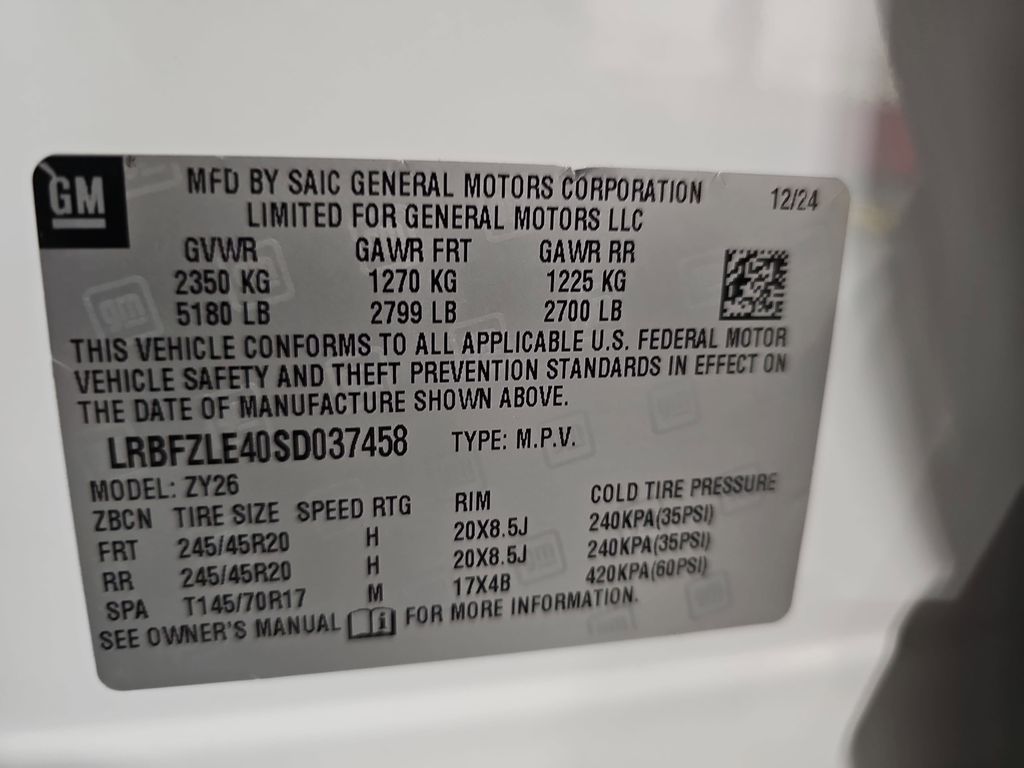 GM
MFD BY SAIC GENERAL MOTORS CORPORATION
LIMITED FOR GENERAL MOTORS LLC
12/24
GVWR GAWR FRT GAWR RR
2350 KG 1270 KG 1225 KG
5180 LB 2799 LB 2700 LB
THIS VEHICLE CONFORMS TO ALL APPLICABLE U.S. FEDERAL MOTOR
VEHICLE SAFETY AND THEFT PREVENTION STANDARDS IN EFFECT ON
THE DATE OF MANUFACTURE SHOWN ABOVE.
LRBFZLE40SD037458 TYPE: M.P.V.
MODEL: ZY26
ZBCN TIRE SIZE SPEED RTG RIM COLD TIRE PRESSURE
FRT 245/45R20 H 20X8.5J 240KPA(35PSI)
RR 245/45R20 H 20X8.5J 240KPA(35PSI)
SPA T145/70R17 M 17X4B 420KPA(60PSI)
SEE OWNER'S MANUAL FOR MORE INFORMATION.